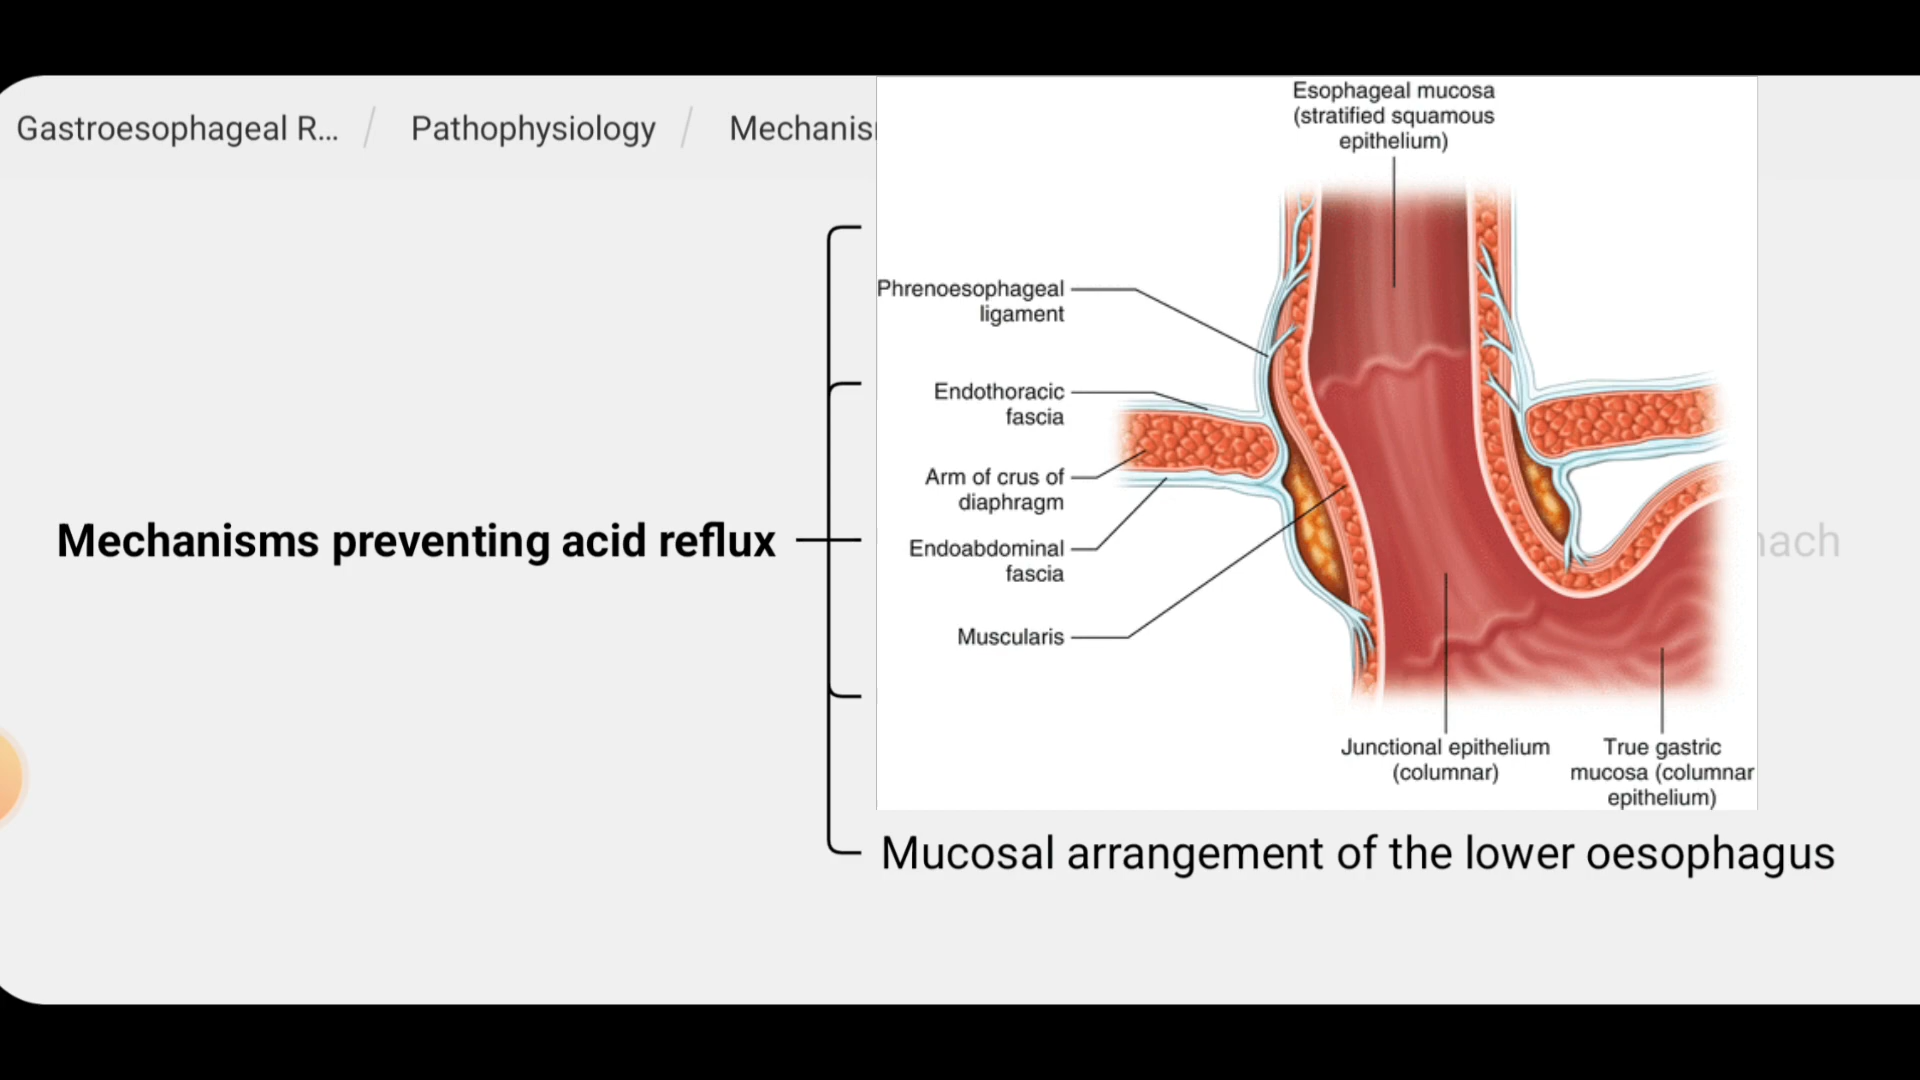 Gastroesophageal R...
Pathophysiology
Esophageal mucosa
(stratified squamous
epithelium)
Phrenoesophageal
ligament
Endothoracic
fascia
Arm of crus of
diaphragm
Endoabdominal
fascia
Muscularis
Junctional epithelium
(columnar)
True gastric
mucosa (columnar
epithelium)
Mechanisms preventing acid reflux
Mucosal arrangement of the lower oesophagus